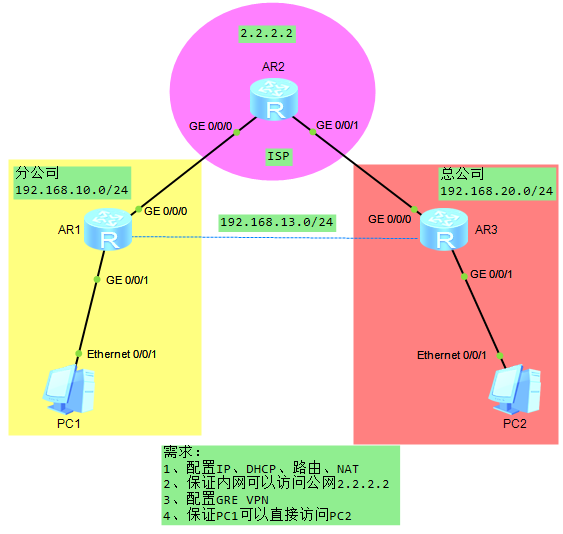 2.2.2.2
AR2
R
GE 0/0/0
GE 0/0/1
ISP
分公司
192.168.10.0/24
总公司
192.168.20.0/24
GE 0/0/0
192.168.13.0/24
GE 0/0/0
AR1
R
R
AR3
GE 0/0/1
GE 0/0/1
Ethernet 0/0/1
Ethernet 0/0/1
PC1
PC2
需求:
1、配置IP、DHCP、路由、NAT
2、保证内网可以访问公网2.2.2.2
3、配置GRE VPN
4、保证PC1可以直接访问PC2